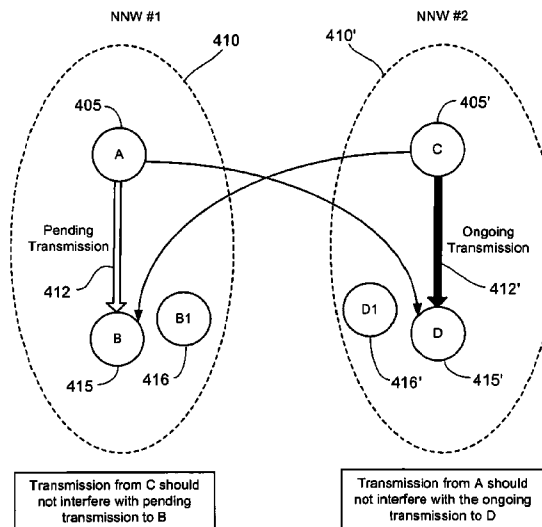 NNW #1
NNW #2
410
410'
405
405'
A
C
Pending
Transmission
Ongoing
Transmission
412
412'
B
B1
D1
D
415
416
416'
415'
Transmission from C should
not interfere with pending
transmission to B
Transmission from A should
not interfere with the ongoing
transmission to D